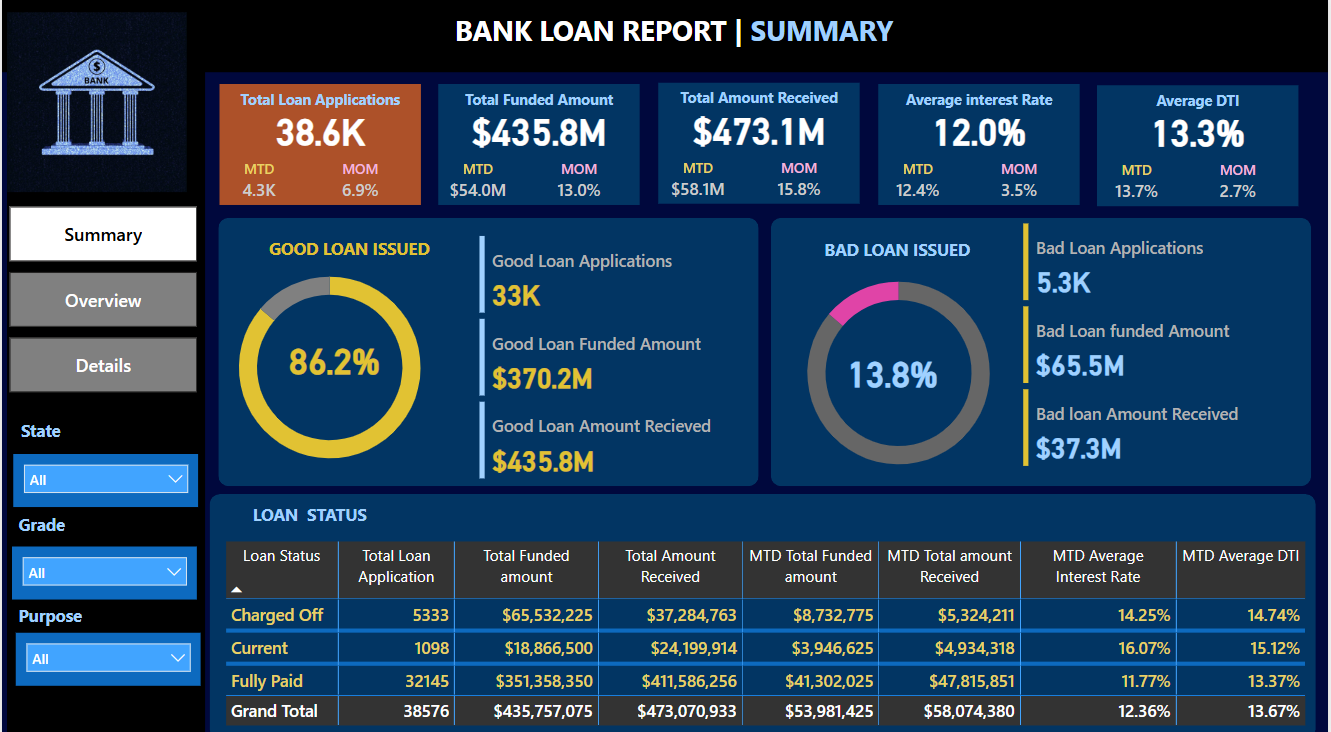 BANK LOAN REPORT | SUMMARY
$
BANK
Summary
Overview
Details
State
All
Grade
All
Purpose
All
Total Loan Applications
38.6K
MTD MOM
4.3K 6.9%
Total Funded Amount
$435.8M
MTD MOM
$54.0M 13.0%
Total Amount Received
$473.1M
MTD MOM
$58.1M 15.8%
Average interest Rate
12.0%
MTD MOM
12.4% 3.5%
Average DTI
13.3%
MTD MOM
13.7% 2.7%
GOOD LOAN ISSUED
86.2%
Good Loan Applications
33K
Good Loan Funded Amount
$370.2M
Good Loan Amount Recieved
$435.8M
BAD LOAN ISSUED
13.8%
Bad Loan Applications
5.3K
Bad Loan funded Amount
$65.5M
Bad loan Amount Received
$37.3M
LOAN STATUS
Loan Status Total Loan Total Funded Total Amount MTD Total Funded MTD Total amount MTD Average MTD Average DTI
Application amount Received amount Received Interest Rate
Charged Off 5333 $65,532,225 $37,284,763 $8,732,775 $5,324,211 14.25% 14.74%
Current 1098 $18,866,500 $24,199,914 $3,946,625 $4,934,318 16.07% 15.12%
Fully Paid 32145 $351,358,350 $411,586,256 $41,302,025 $47,815,851 11.77% 13.37%
Grand Total 38576 $435,757,075 $473,070,933 $53,981,425 $58,074,380 12.36% 13.67%